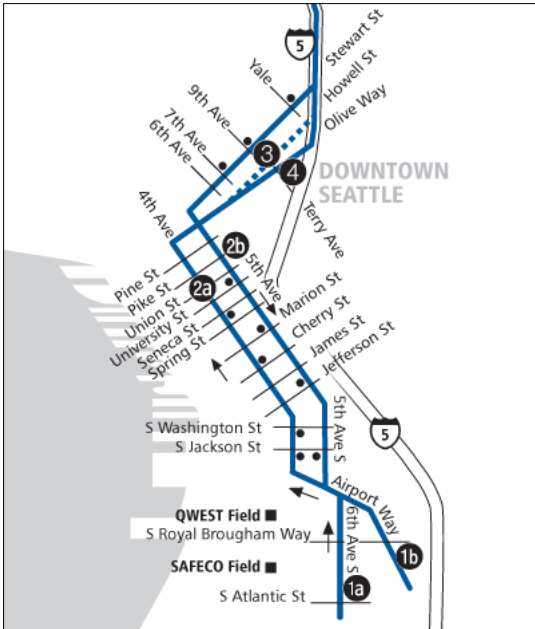 5
Stewart St
Howell St
Olive Way
Yale
9th Ave
7th Ave
6th Ave
3
4
DOWNTOWN
SEATTLE
4th Ave
Terry Ave
2b
2a
5th Ave
Pine St
Pike St
Union St
University St
Seneca St
Spring St
Marion St
Cherry St
James St
Jefferson St
S Washington St
S Jackson St
5th Ave S
5
Airport Way
QWEST Field
S Royal Brougham Way
6th Ave S
1b
SAFECO Field
1a
S Atlantic St